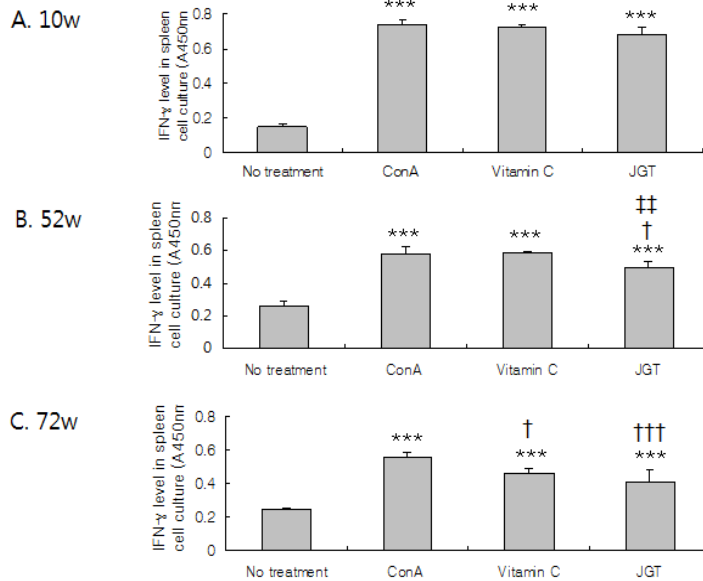 A. 10w
IFN-γ level in spleen
cell culture (A450nm
0.8
0.6
0.4
0.2
0
***
***
***
No treatment
ConA
Vitamin C
JGT
B. 52w
IFN-γ level in spleen
cell culture (A450nm
0.8
0.6
0.4
0.2
0
***
***
‡‡
†
***
No treatment
ConA
Vitamin C
JGT
C. 72w
IFN-γ level in spleen
cell culture (A450nm
0.8
0.6
0.4
0.2
0
***
†
***
†††
***
No treatment
ConA
Vitamin C
JGT